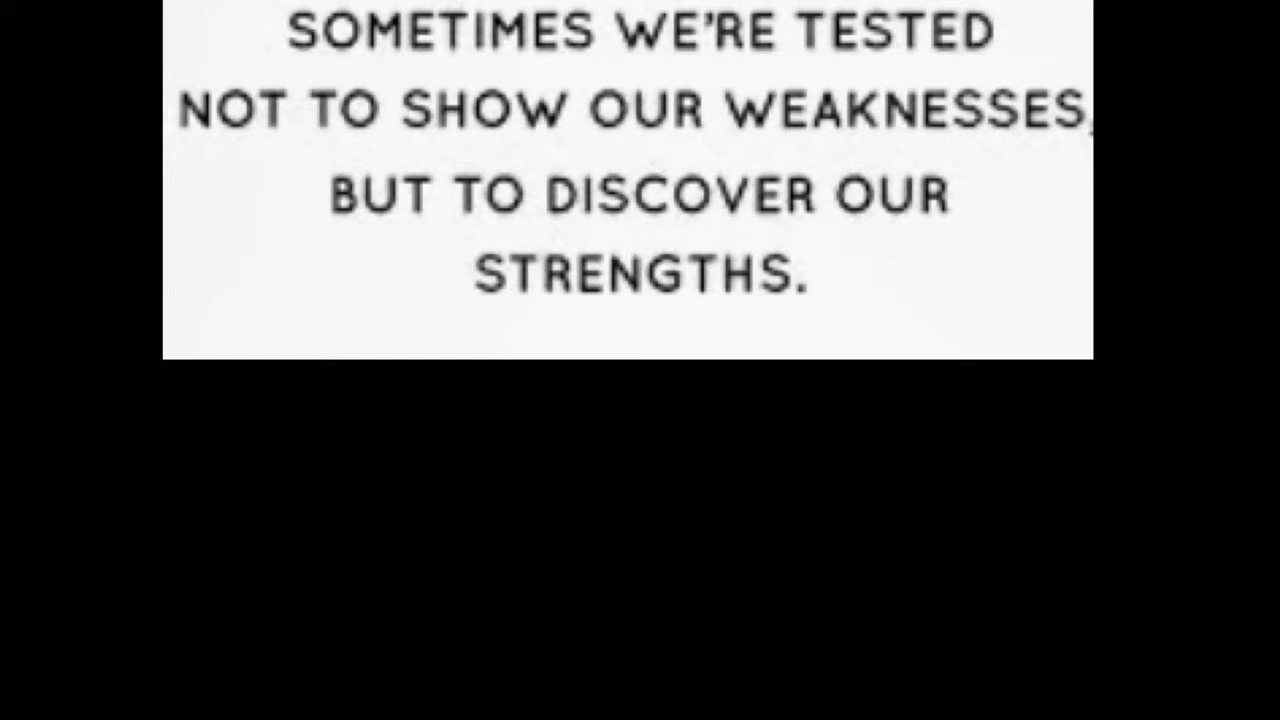 SOMETIMES WE'RE TESTED
NOT TO SHOW OUR WEAKNESSES,
BUT TO DISCOVER OUR
STRENGTHS.